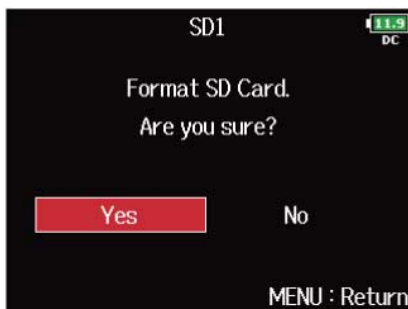 SD1
11.9
DC
Format SD Card.
Are you sure?
Yes No
MENU : Return